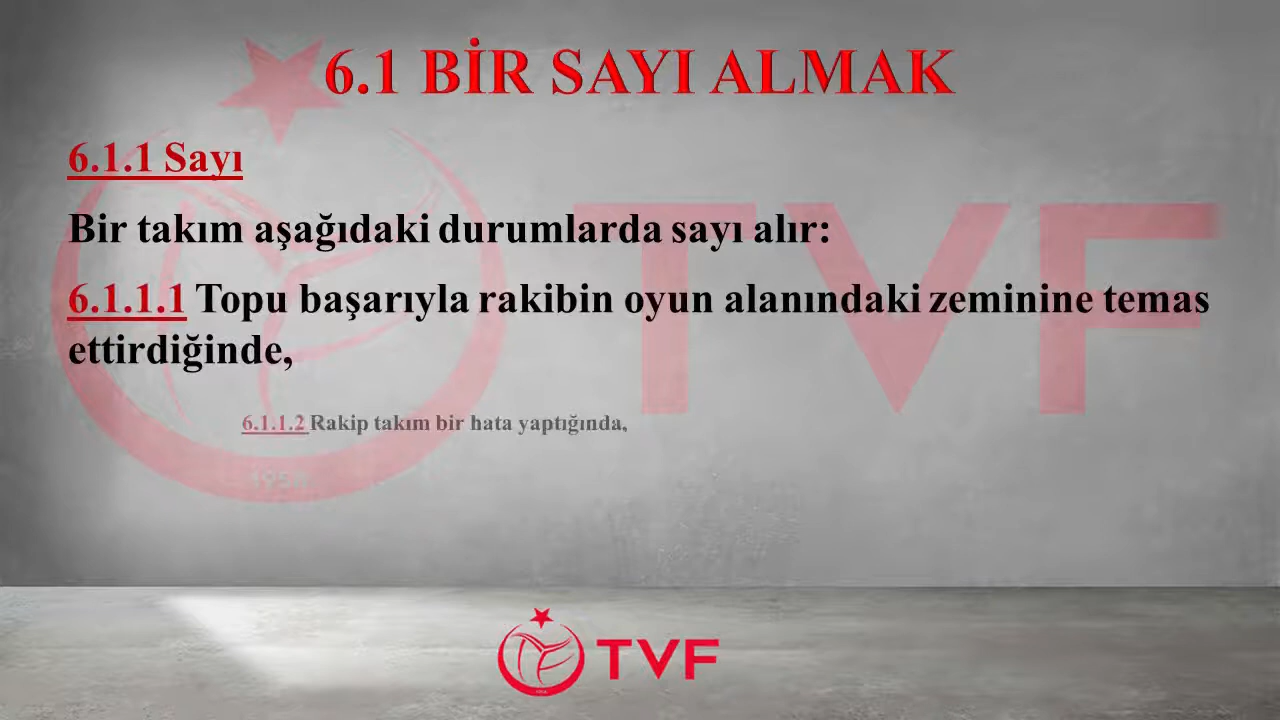 6.1 BİR SAYI ALMAK
6.1.1 Sayı
Bir takım aşağıdaki durumlarda sayı alır:
6.1.1.1 Topu başarıyla rakibin oyun alanındaki zeminine temas
ettirdiğinde,
6.1.1.2 Rakip takım bir hata yaptığında,
TVF
TVF